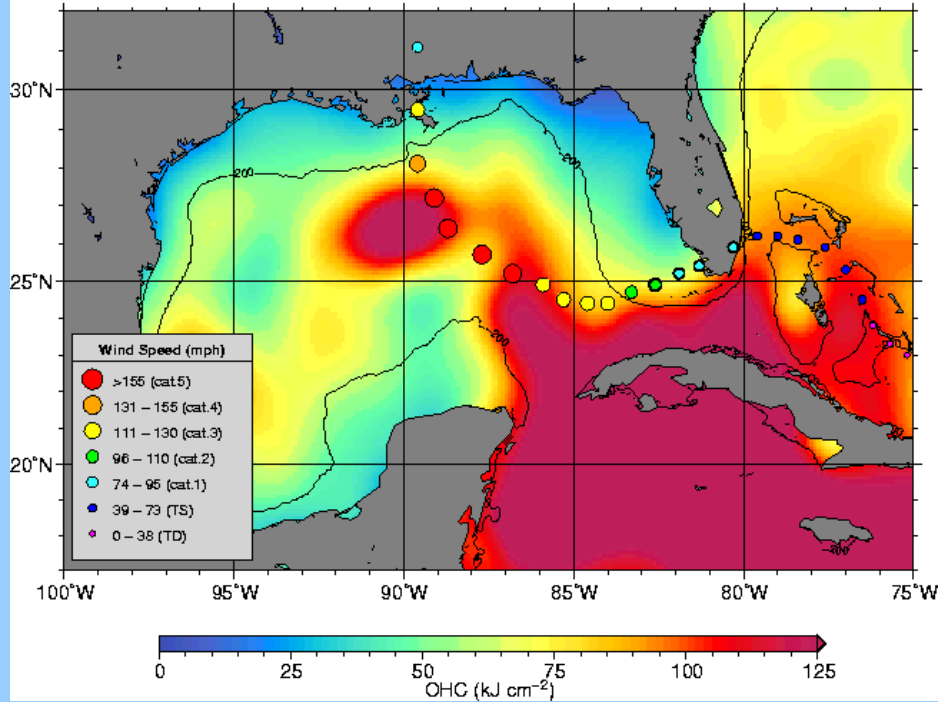 30°N
25°N
20°N
200
200
200
Wind Speed (mph)
>155 (cat.5)
131 – 155 (cat.4)
111 – 130 (cat.3)
96 – 110 (cat.2)
74 – 95 (cat.1)
39 – 73 (TS)
0 – 38 (TD)
100°W 95°W 90°W 85°W 80°W 75°W
0 25 50 75 100 125
OHC (kJ cm⁻²)